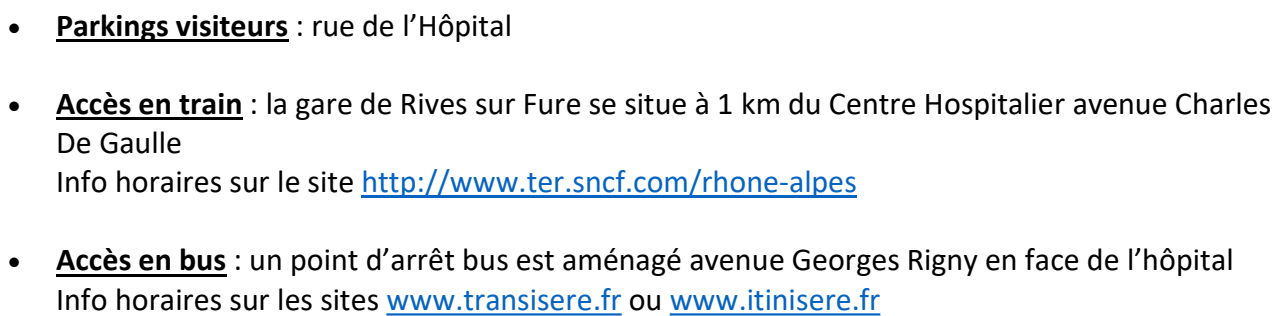 • Parkings visiteurs : rue de l’Hôpital
• Accès en train : la gare de Rives sur Fure se situe à 1 km du Centre Hospitalier avenue Charles
De Gaulle
Info horaires sur le site http://www.ter.sncf.com/rhone-alpes
• Accès en bus : un point d’arrêt bus est aménagé avenue Georges Rigny en face de l’hôpital
Info horaires sur les sites www.transisere.fr ou www.itinisere.fr